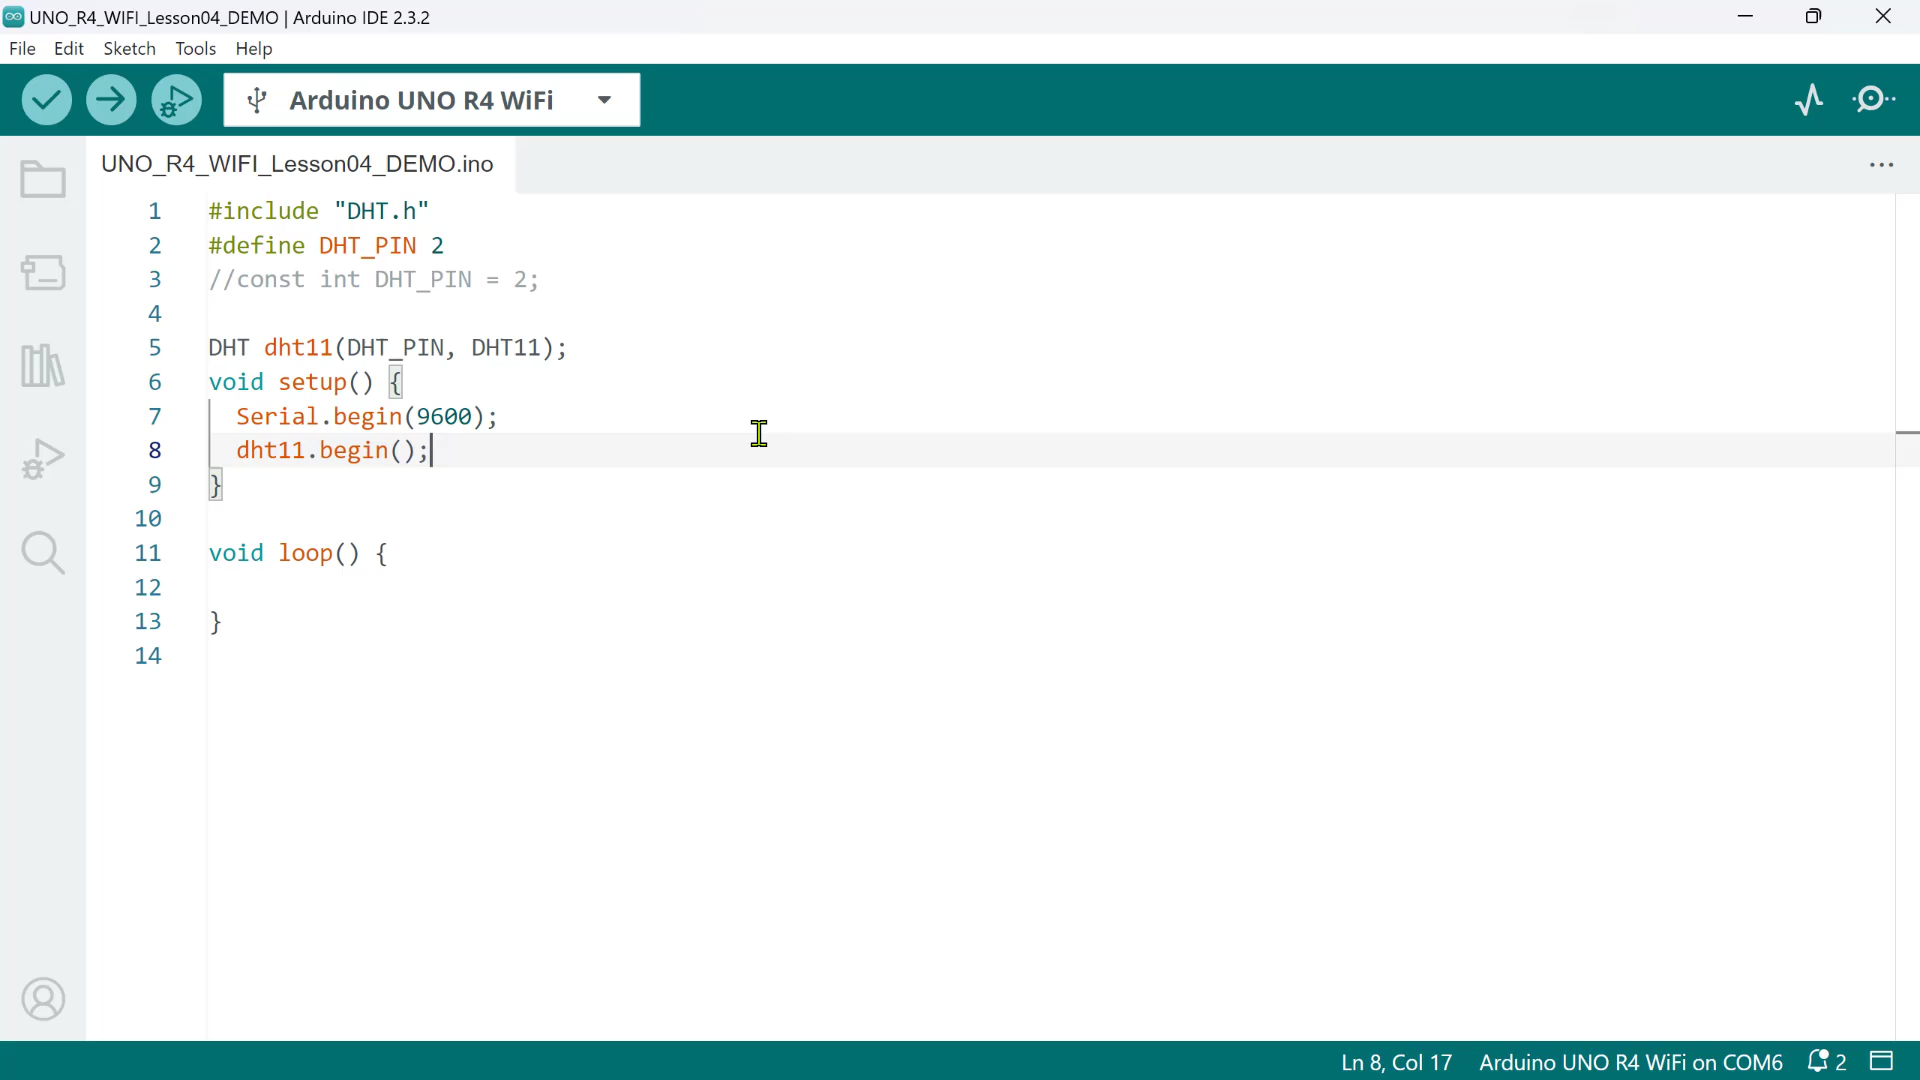 UNO_R4_WIFI_Lesson04_DEMO | Arduino IDE 2.3.2
File Edit Sketch Tools Help
Arduino UNO R4 WiFi
UNO_R4_WIFI_Lesson04_DEMO.ino
1 #include "DHT.h"
2 #define DHT_PIN 2
3 //const int DHT_PIN = 2;
4
5 DHT dht11(DHT_PIN, DHT11);
6 void setup() {
7 Serial.begin(9600);
8 dht11.begin();
9 }
10
11 void loop() {
12
13 }
14
Ln 8, Col 17 Arduino UNO R4 WiFi on COM6 2